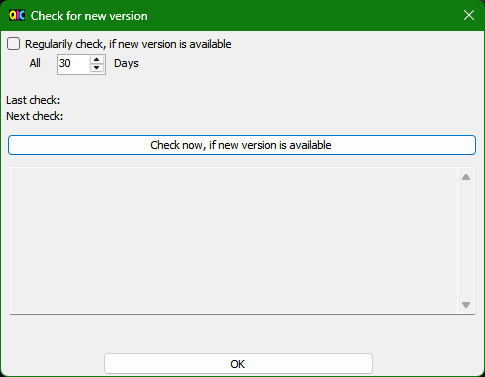 QIC Check for new version
Regularily check, if new version is available
All 30 Days
Last check:
Next check:
Check now, if new version is available
OK